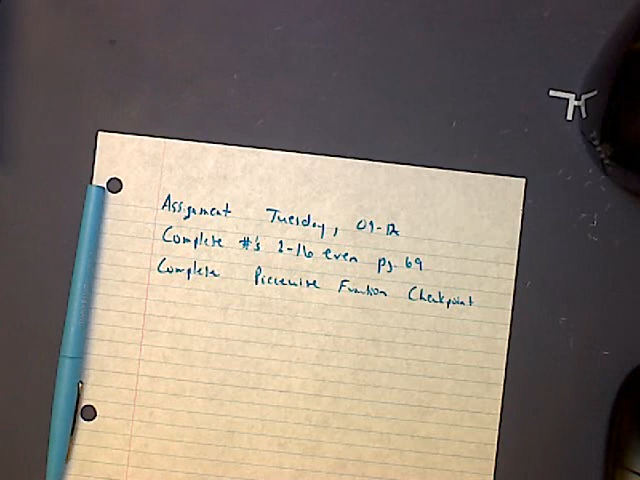 Assignment Tuesday, 09-12
Complete #'s 2-16 even pg. 69
Complete Piecewise Function Checkpoint